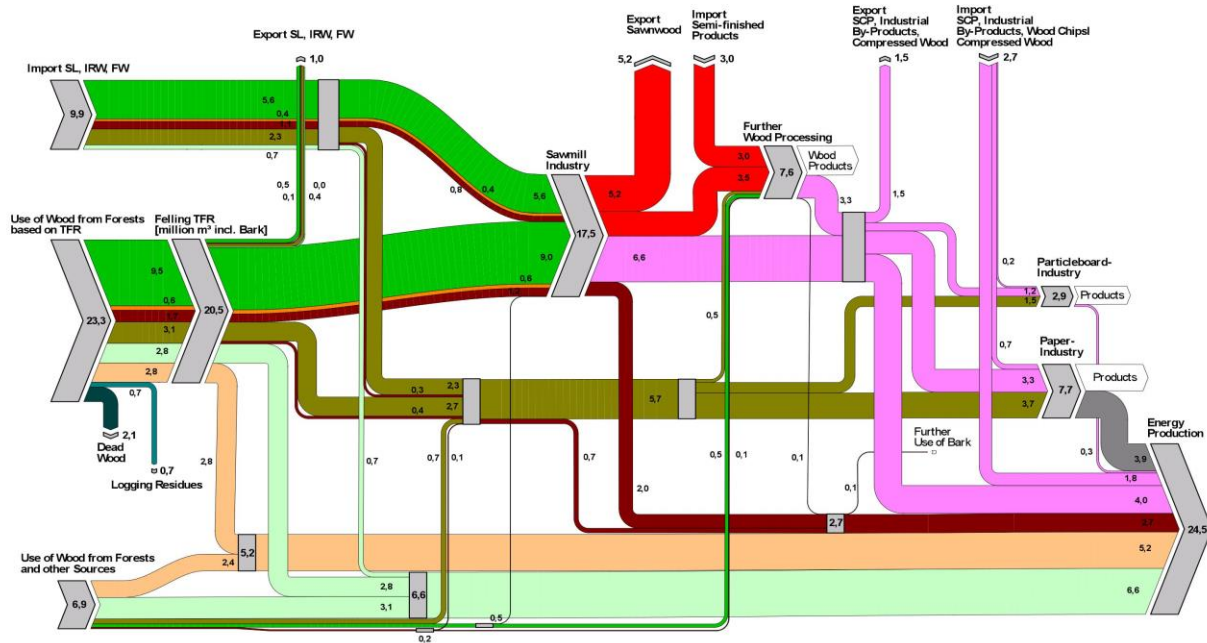 Export
Sawnwood
5,2
Import
Semi-finished
Products
3,0
Export
SCP, Industrial
By-Products,
Compressed Wood
1,5
Import
SCP, Industrial
By-Products, Wood Chipsl
Compressed Wood
2,7
Export SL, IRW, FW
1,0
Import SL, IRW, FW
9,9
5,6
0,4
1,1
2,3
0,7
0,5
0,1
0,0
0,4
0,8
0,4
5,6
Sawmill
Industry
17,5
5,2
3,0
3,5
Further
Wood Processing
7,6
Wood
Products
3,3
1,5
6,6
9,0
0,6
Use of Wood from Forests
based on TFR
23,3
Felling TFR
[million m³ incl. Bark]
20,5
9,5
0,6
1,7
3,1
2,8
2,8
0,7
2,1
Dead
Wood
0,7
Logging Residues
2,8
0,3
0,4
2,3
2,7
5,7
0,5
0,2
Particleboard-
Industry
1,2
1,5
2,9
Products
0,7
Paper-
Industry
3,3
3,7
7,7
Products
0,7
0,7
0,1
0,7
2,0
0,5
0,1
0,1
0,1
Further
Use of Bark
2,7
0,3
Energy
Production
3,9
1,8
4,0
2,7
5,2
6,6
24,5
Use of Wood from Forests
and other Sources
6,9
2,4
5,2
2,8
3,1
6,6
0,5
0,2